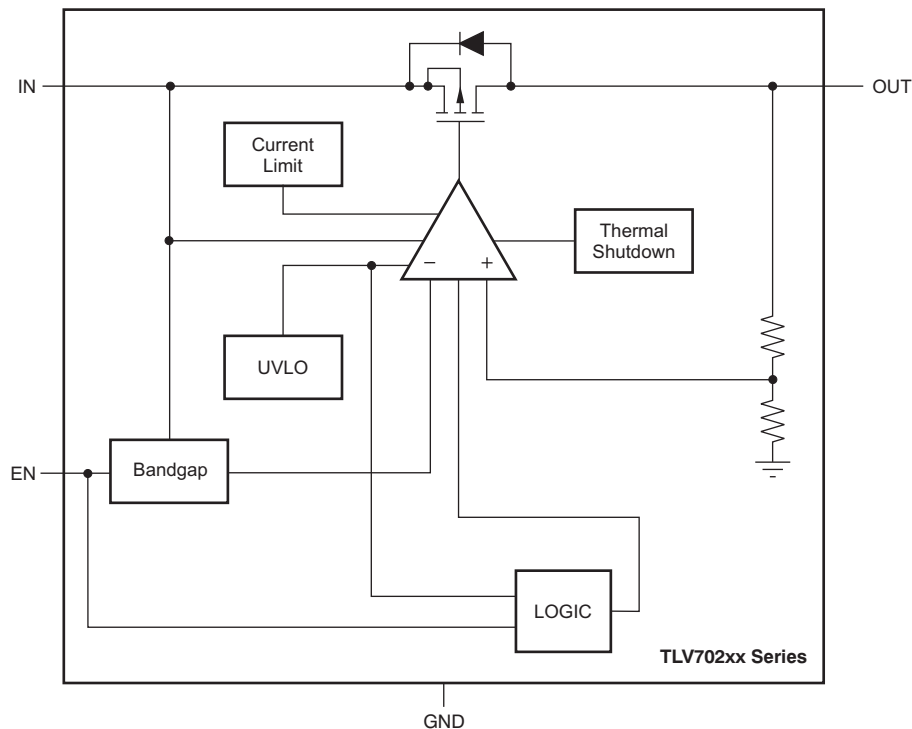 IN
OUT
Current
Limit
Thermal
Shutdown
− +
UVLO
EN
Bandgap
LOGIC
TLV702xx Series
GND